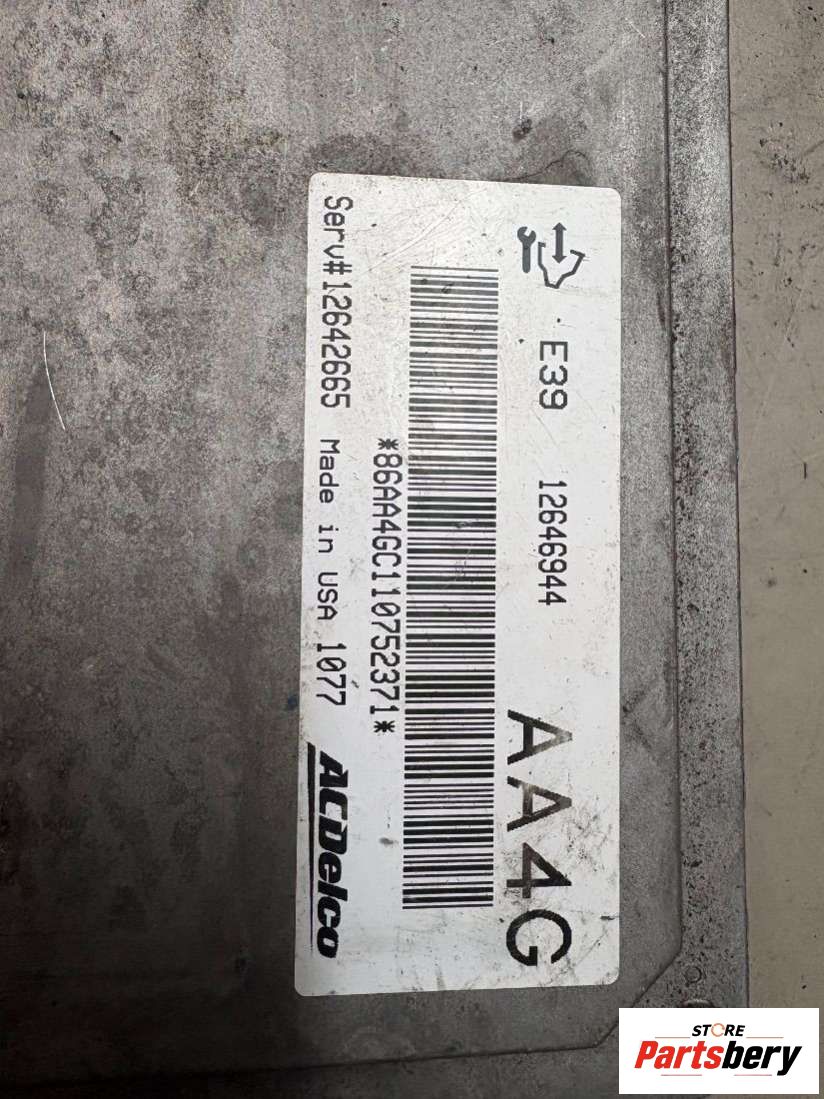 E39 12646944 AA4G
*86AA4GC110752371*
Serv#12642665 Made in USA 1077 ACDelco
STORE
Partsbery